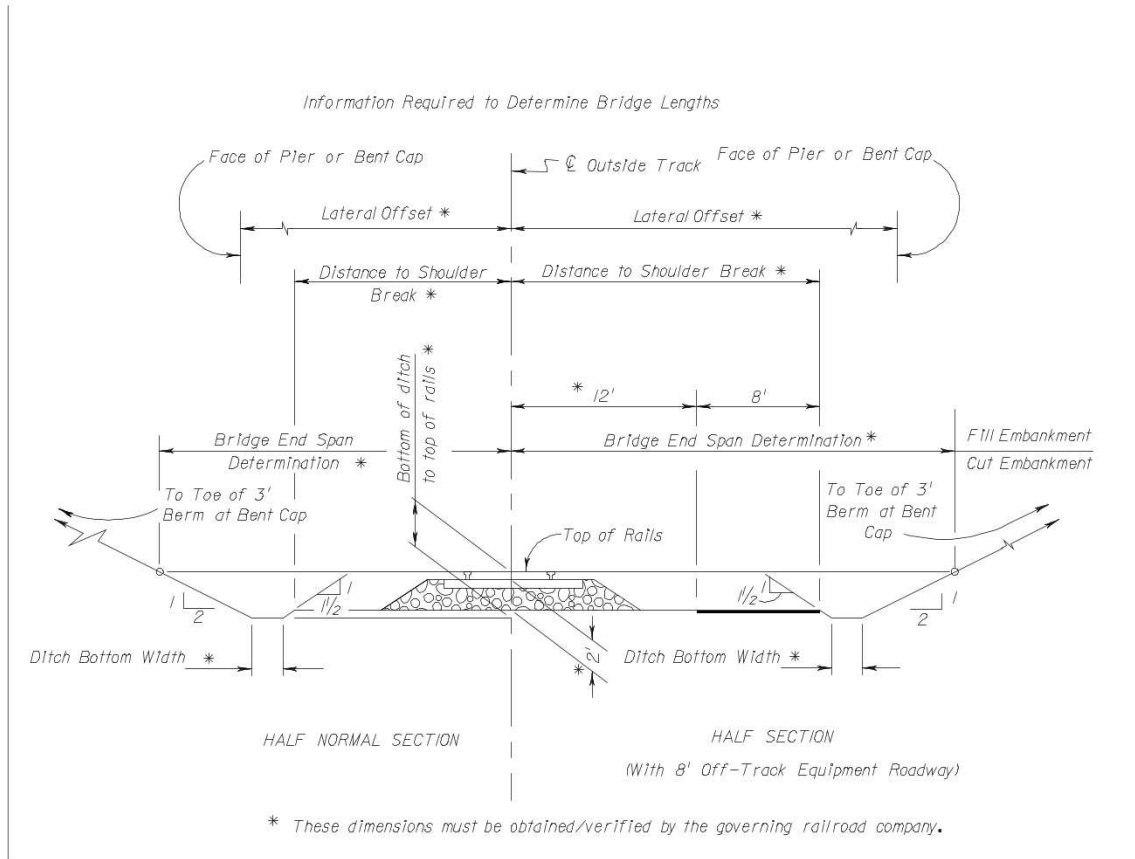 Information Required to Determine Bridge Lengths
Face of Pier or Bent Cap
℄ Outside Track
Face of Pier or Bent Cap
Lateral Offset *
Lateral Offset *
Distance to Shoulder
Break *
Distance to Shoulder Break *
Bottom of ditch
to top of rails *
* 12'
8'
Bridge End Span
Determination *
Bridge End Span Determination *
Fill Embankment
Cut Embankment
To Toe of 3'
Berm at Bent Cap
To Toe of 3'
Berm at Bent
Cap
Top of Rails
1
2
1
1½
1
1½
1
2
Ditch Bottom Width *
* 2'
Ditch Bottom Width *
HALF NORMAL SECTION
HALF SECTION
(With 8' Off-Track Equipment Roadway)
* These dimensions must be obtained/verified by the governing railroad company.